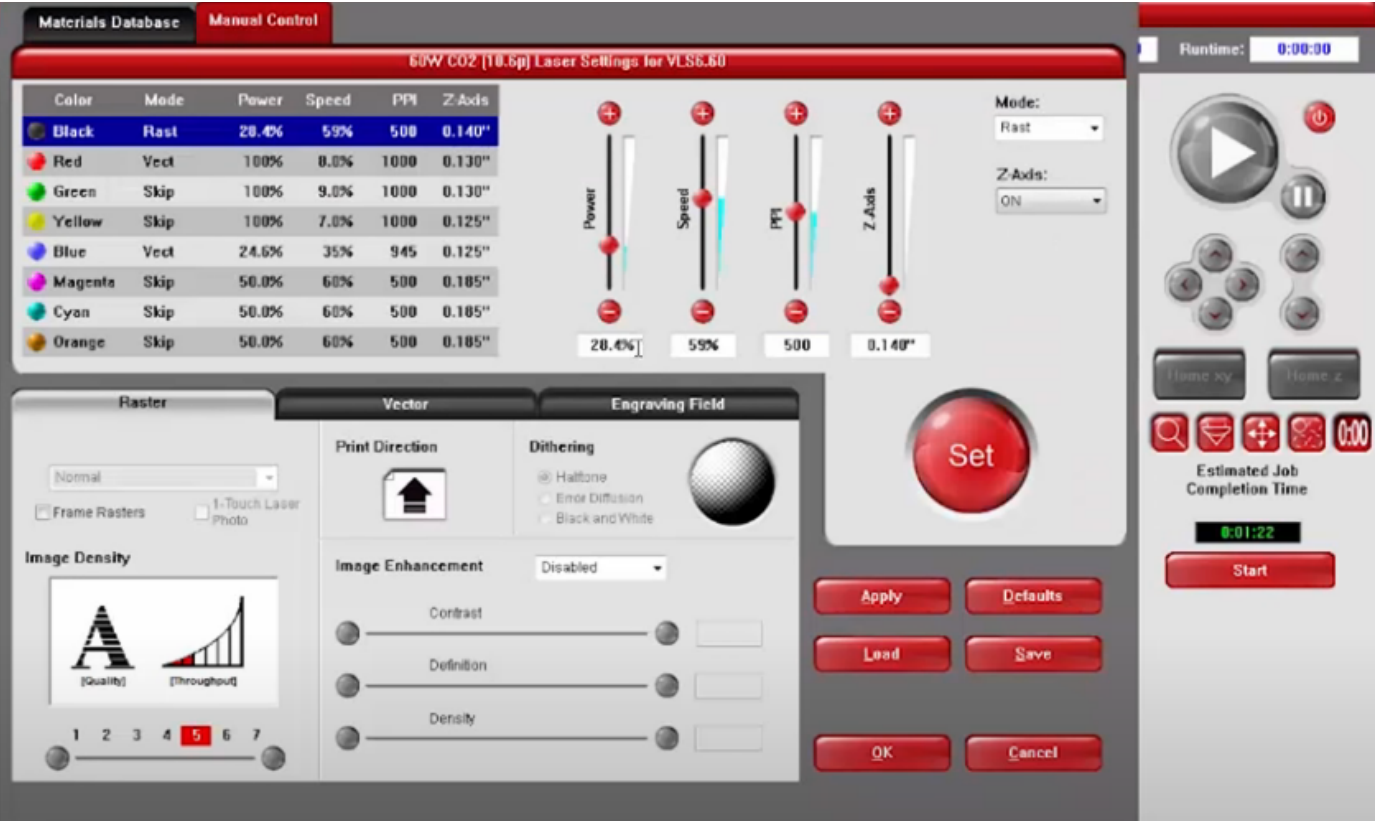 Materials Database
Manual Control
60W CO2 [10.6µ] Laser Settings for VLS6.60
Runtime: 0:00:00
Color Mode Power Speed PPI Z-Axis
Black Rast 28.4% 59% 500 0.140"
Red Vect 100% 8.0% 1000 0.130"
Green Skip 100% 9.0% 1000 0.130"
Yellow Skip 100% 7.0% 1000 0.125"
Blue Vect 24.6% 35% 945 0.125"
Magenta Skip 50.0% 60% 500 0.185"
Cyan Skip 50.0% 60% 500 0.185"
Orange Skip 50.0% 60% 500 0.185"
Power
Speed
PPI
Z-Axis
28.4% 59% 500 0.140"
Mode:
Rast
Z-Axis:
ON
Set
Home xy
Home z
0:00
Estimated Job
Completion Time
0:01:22
Start
Raster
Vector
Engraving Field
Normal
Frame Rasters
1-Touch Laser
Photo
Print Direction
Dithering
Halftone
Error Diffusion
Black and White
Image Density
A
[Quality]
[Throughput]
1 2 3 4 5 6 7
Image Enhancement
Disabled
Contrast
Definition
Density
Apply
Defaults
Load
Save
OK
Cancel